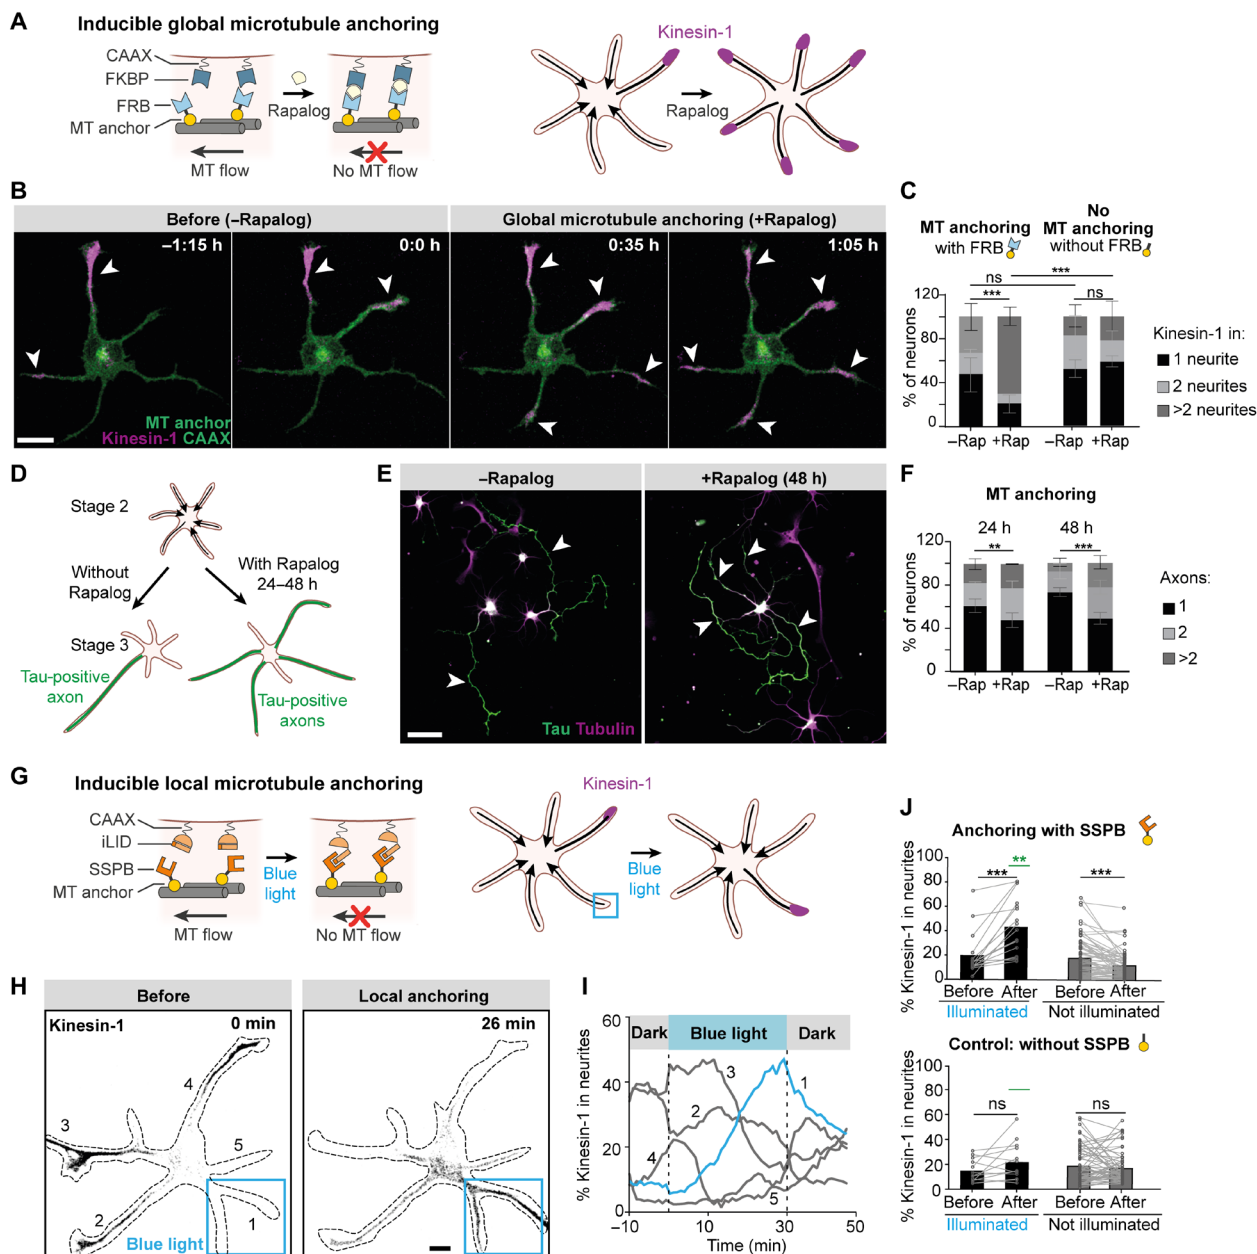 A
Inducible global microtubule anchoring
CAAX
FKBP
FRB
MT anchor
Rapalog
MT flow
No MT flow
Kinesin-1
Rapalog
B
Before (–Rapalog)
Global microtubule anchoring (+Rapalog)
–1:15 h
0:0 h
0:35 h
1:05 h
MT anchor
Kinesin-1 CAAX
C
MT anchoring
with FRB
No
MT anchoring
without FRB
***
ns
***
ns
120
80
40
0
% of neurons
–Rap +Rap
–Rap +Rap
Kinesin-1 in:
1 neurite
2 neurites
>2 neurites
D
Stage 2
Without
Rapalog
With Rapalog
24–48 h
Stage 3
Tau-positive
axon
Tau-positive
axons
E
–Rapalog
+Rapalog (48 h)
Tau Tubulin
F
MT anchoring
24 h
48 h
**
***
120
80
40
0
% of neurons
–Rap +Rap
–Rap +Rap
Axons:
1
2
>2
G
Inducible local microtubule anchoring
CAAX
iLID
SSPB
MT anchor
Blue
light
MT flow
No MT flow
Kinesin-1
Blue
light
H
Before
Local anchoring
Kinesin-1
0 min
26 min
4
3
5
2
1
Blue light
I
60
40
20
0
% Kinesin-1 in neurites
Dark
Blue light
Dark
3
1
2
4
5
–10
10
30
50
Time (min)
J
Anchoring with SSPB
100
80
60
40
20
0
% Kinesin-1 in neurites
**
***
***
Before After
Before After
Illuminated
Not illuminated
Control: without SSPB
100
80
60
40
20
0
% Kinesin-1 in neurites
ns
ns
Before After
Before After
Illuminated
Not illuminated